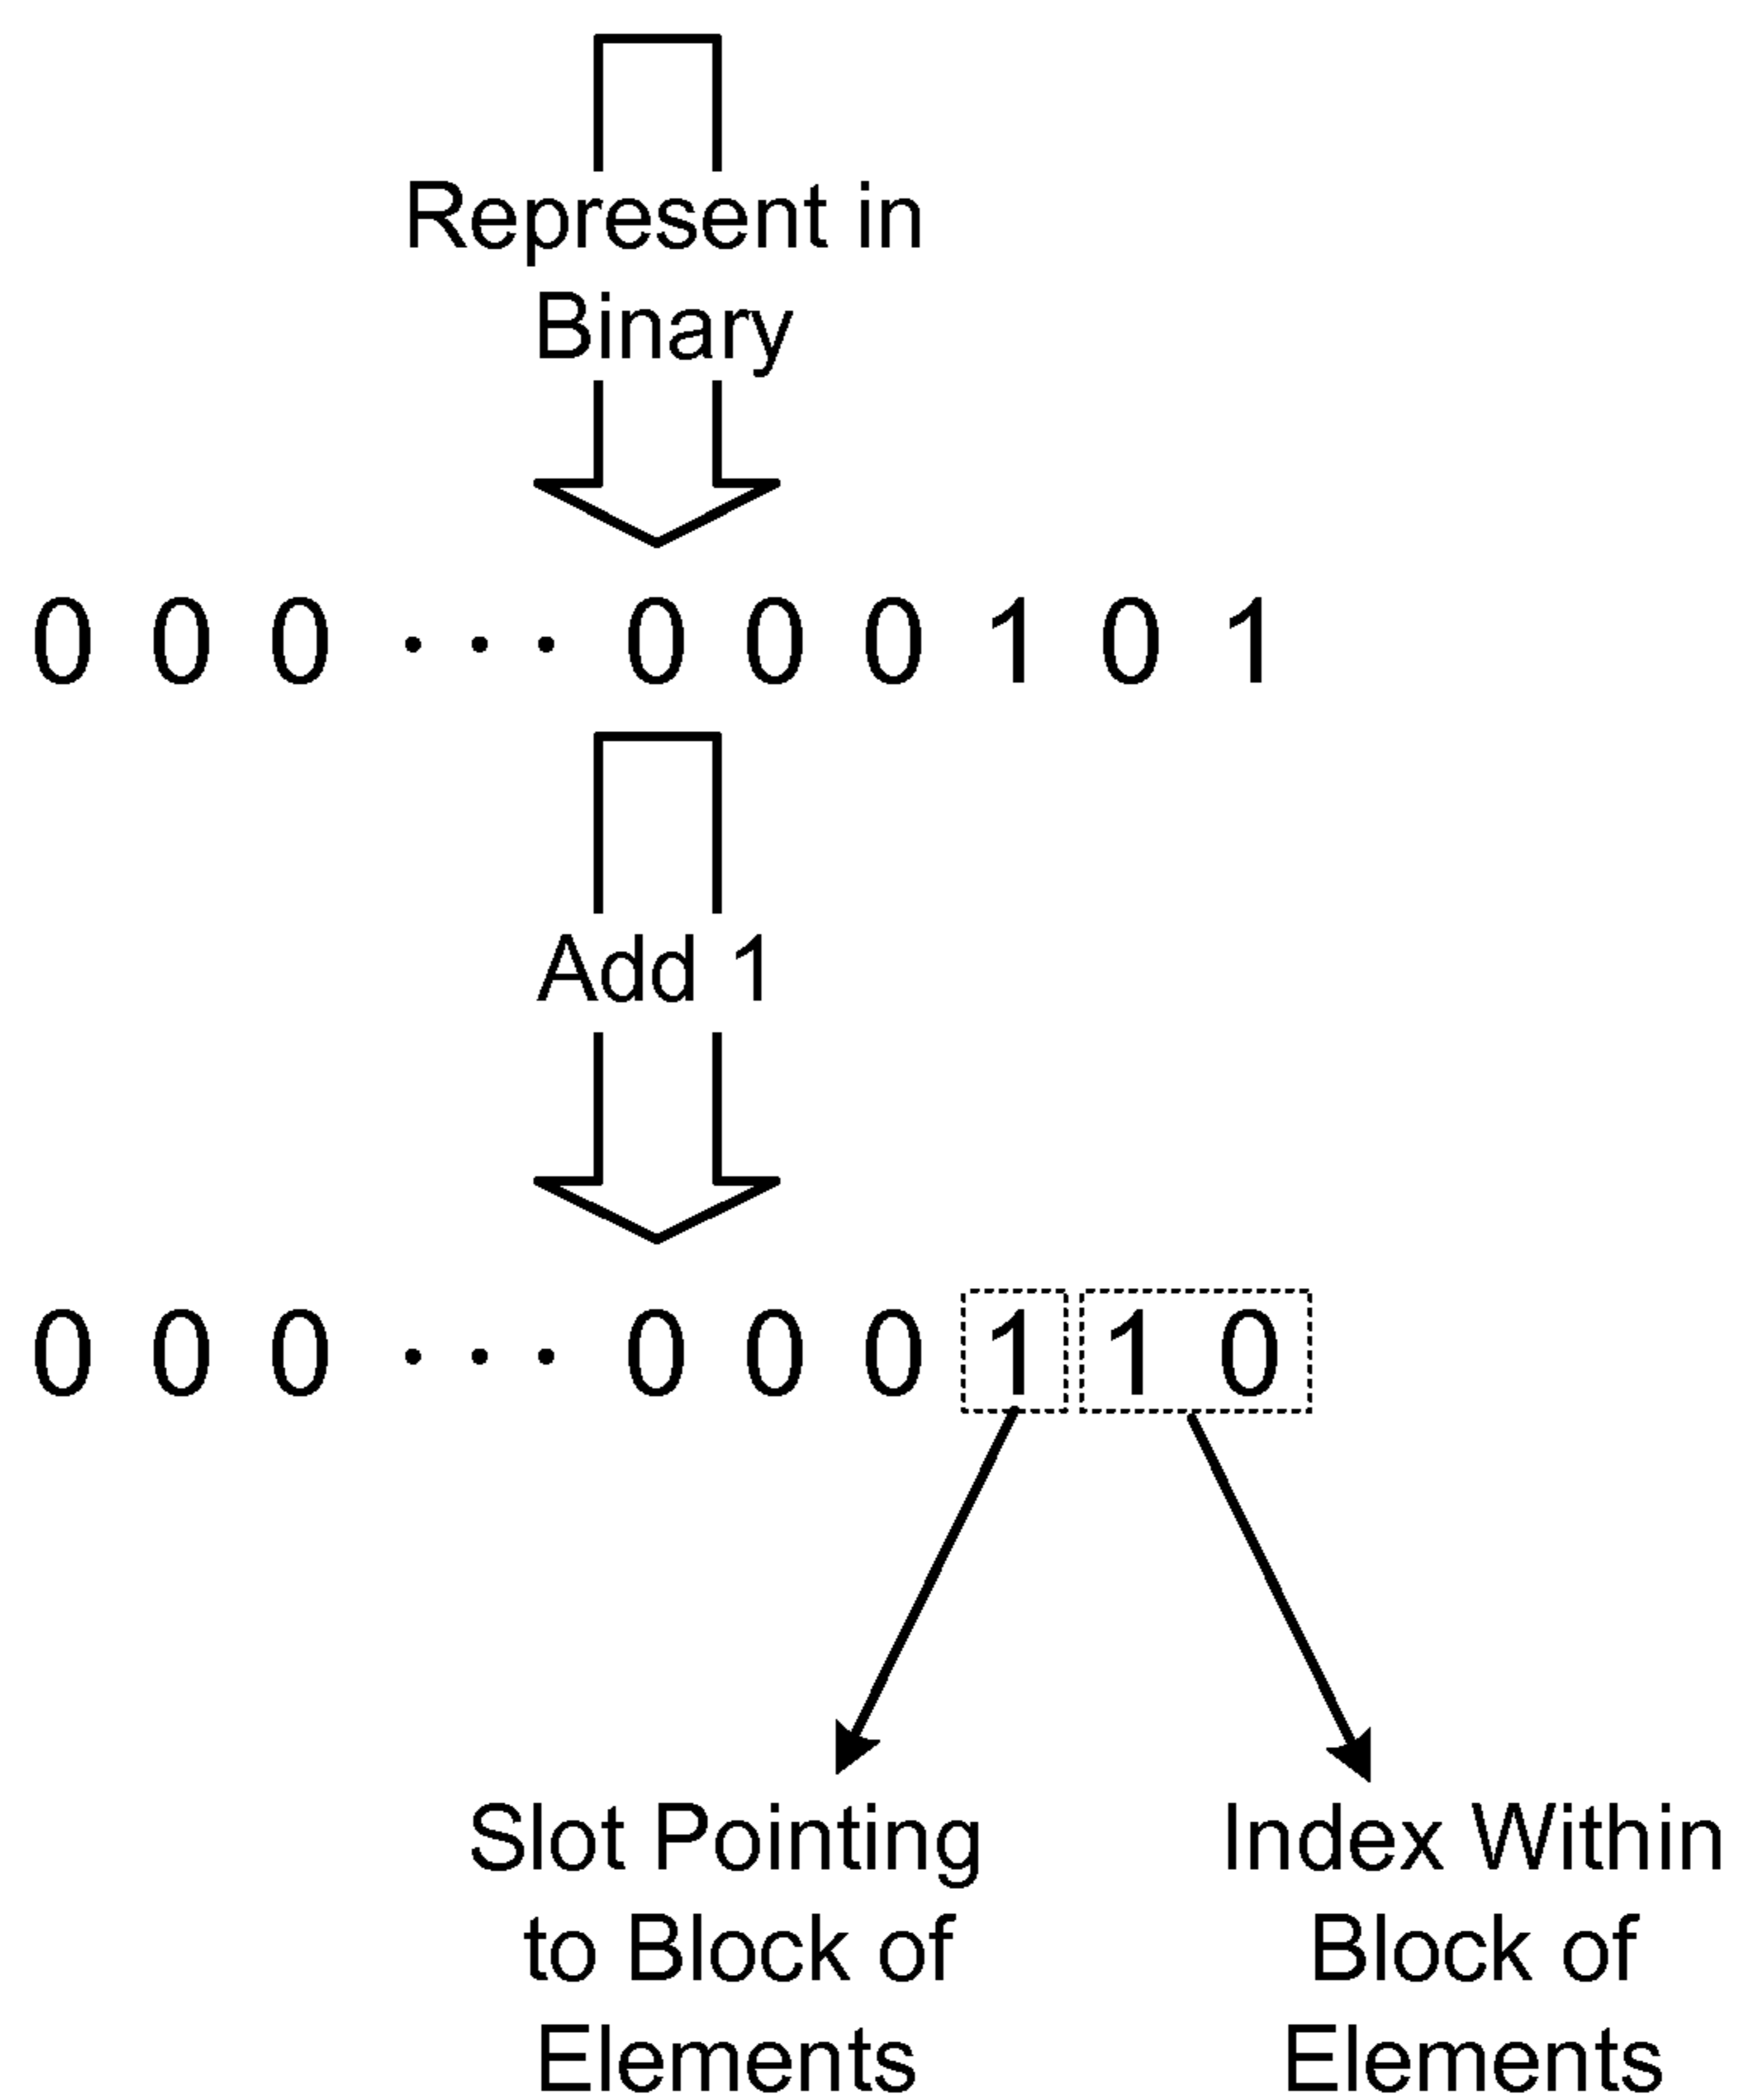 Represent in
Binary
0 0 0 · · · 0 0 0 1 0 1
Add 1
0 0 0 · · · 0 0 0 1 1 0
Slot Pointing
to Block of
Elements
Index Within
Block of
Elements